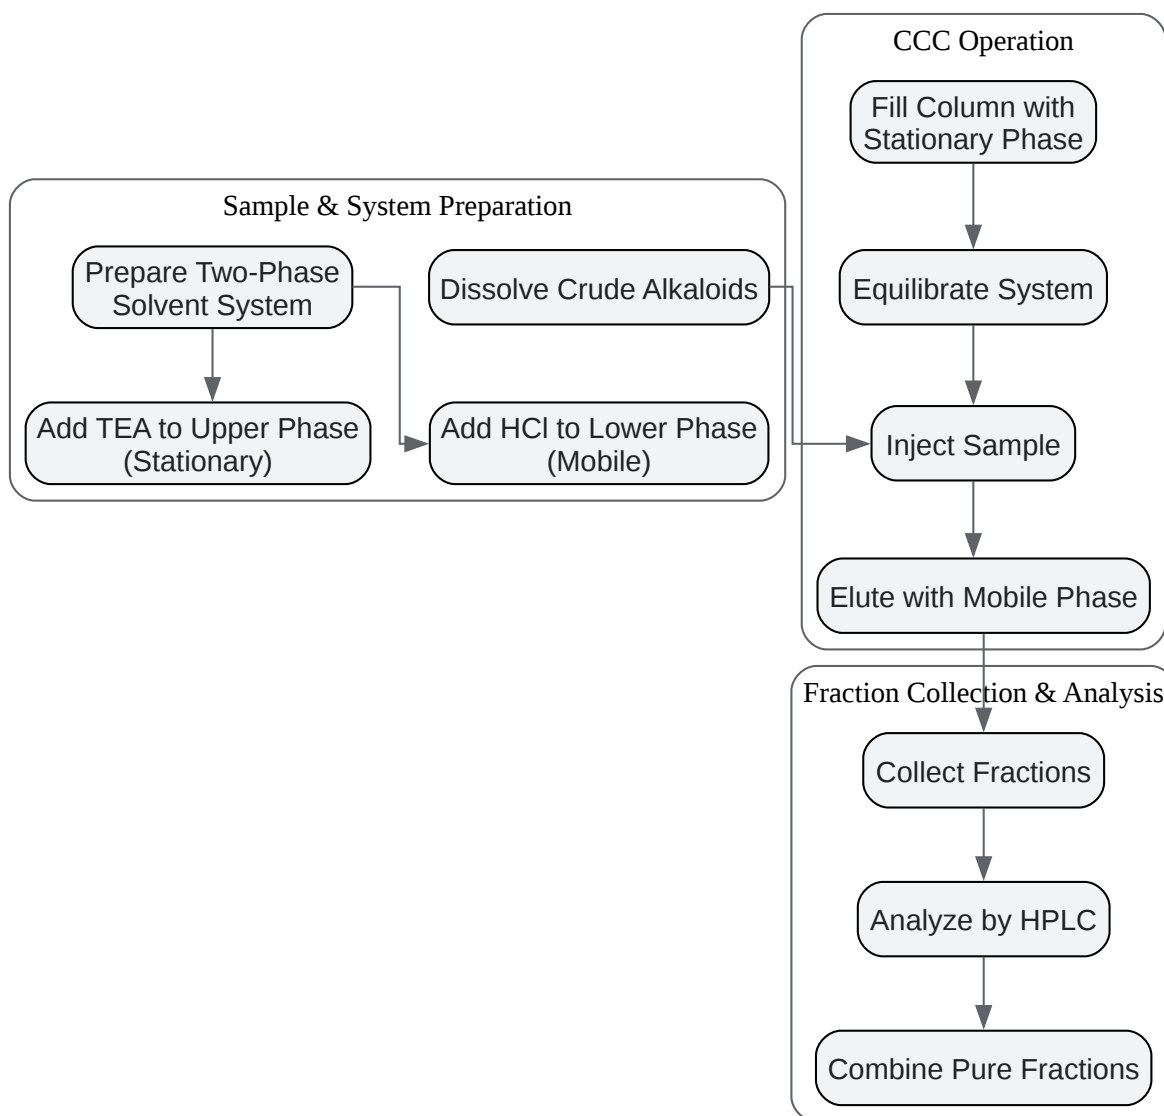 Sample & System Preparation
Prepare Two-Phase
Solvent System
Dissolve Crude Alkaloids
Add TEA to Upper Phase
(Stationary)
Add HCl to Lower Phase
(Mobile)
CCC Operation
Fill Column with
Stationary Phase
Equilibrate System
Inject Sample
Elute with Mobile Phase
Fraction Collection & Analysis
Collect Fractions
Analyze by HPLC
Combine Pure Fractions